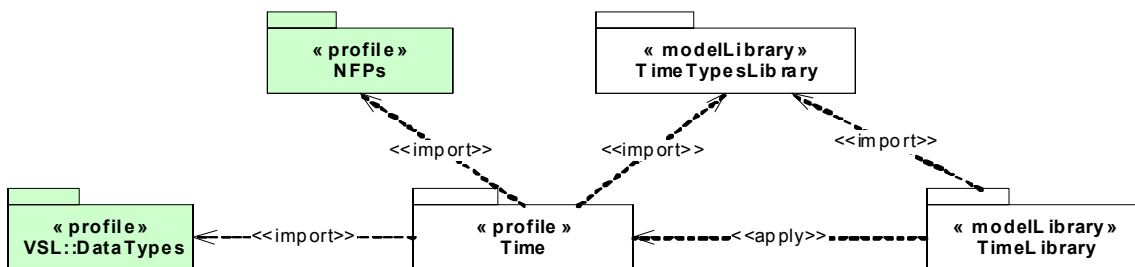 « profile »
NFPs
« modelLibrary »
TimeTypesLibrary
<<import>>
<<import>>
<<import>>
« profile »
VSL::DataTypes
<<import>>
« profile »
Time
<<apply>>
« modelLibrary »
TimeLibrary